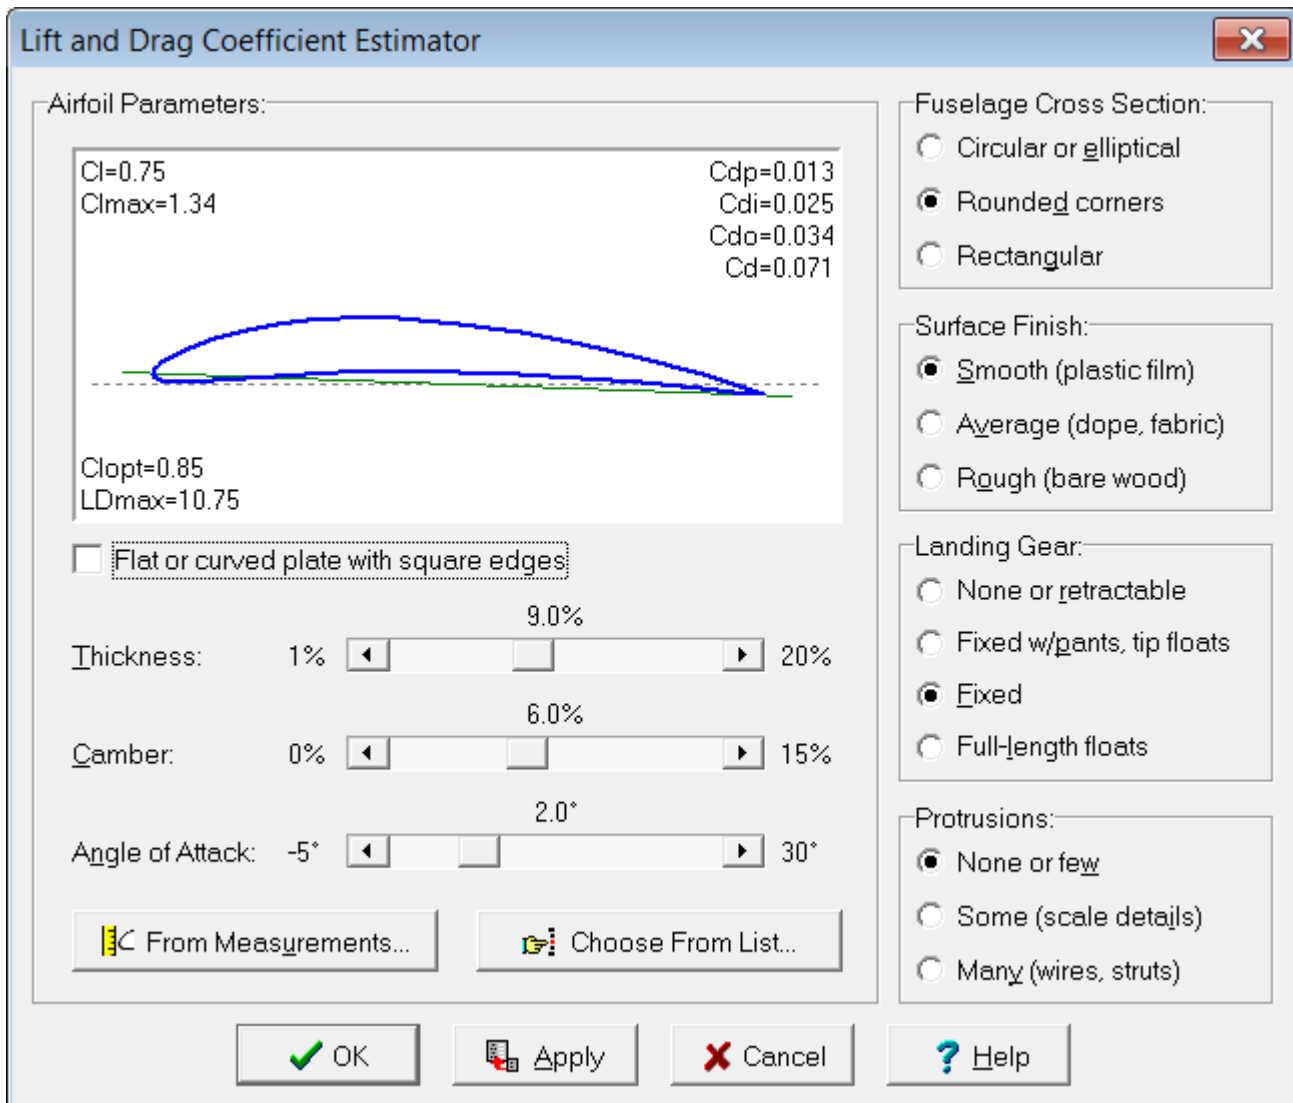 Lift and Drag Coefficient Estimator
Airfoil Parameters:
Cl=0.75
Clmax=1.34
Cdp=0.013
Cdi=0.025
Cdo=0.034
Cd=0.071
Clopt=0.85
LDmax=10.75
Flat or curved plate with square edges
9.0%
Thickness: 1% 20%
6.0%
Camber: 0% 15%
2.0°
Angle of Attack: -5° 30°
From Measurements...
Choose From List...
Fuselage Cross Section:
Circular or elliptical
Rounded corners
Rectangular
Surface Finish:
Smooth (plastic film)
Average (dope, fabric)
Rough (bare wood)
Landing Gear:
None or retractable
Fixed w/pants, tip floats
Fixed
Full-length floats
Protrusions:
None or few
Some (scale details)
Many (wires, struts)
OK
Apply
Cancel
Help